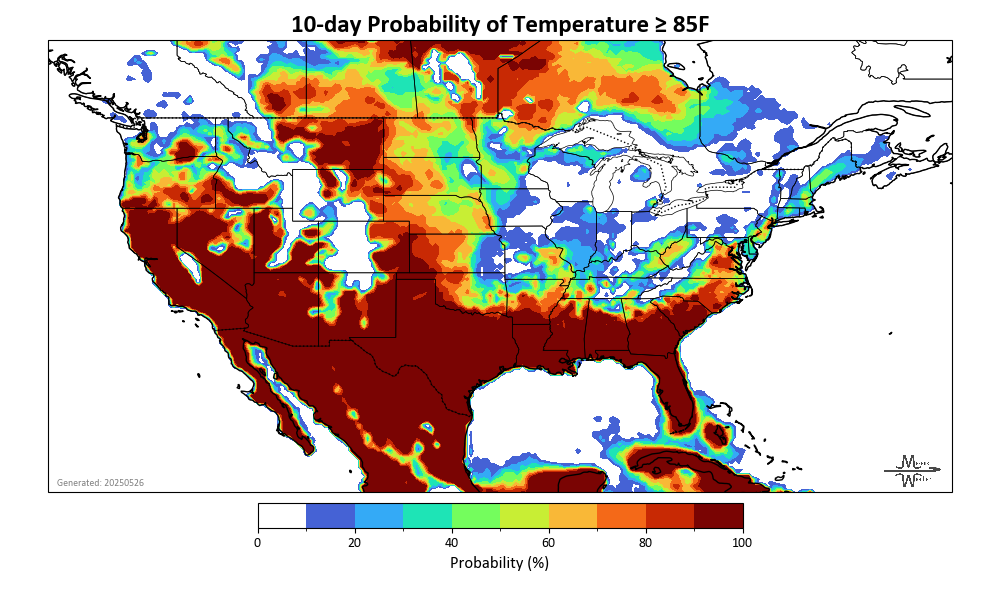 10-day Probability of Temperature ≥ 85F
Generated: 20250526
0 20 40 60 80 100
Probability (%)